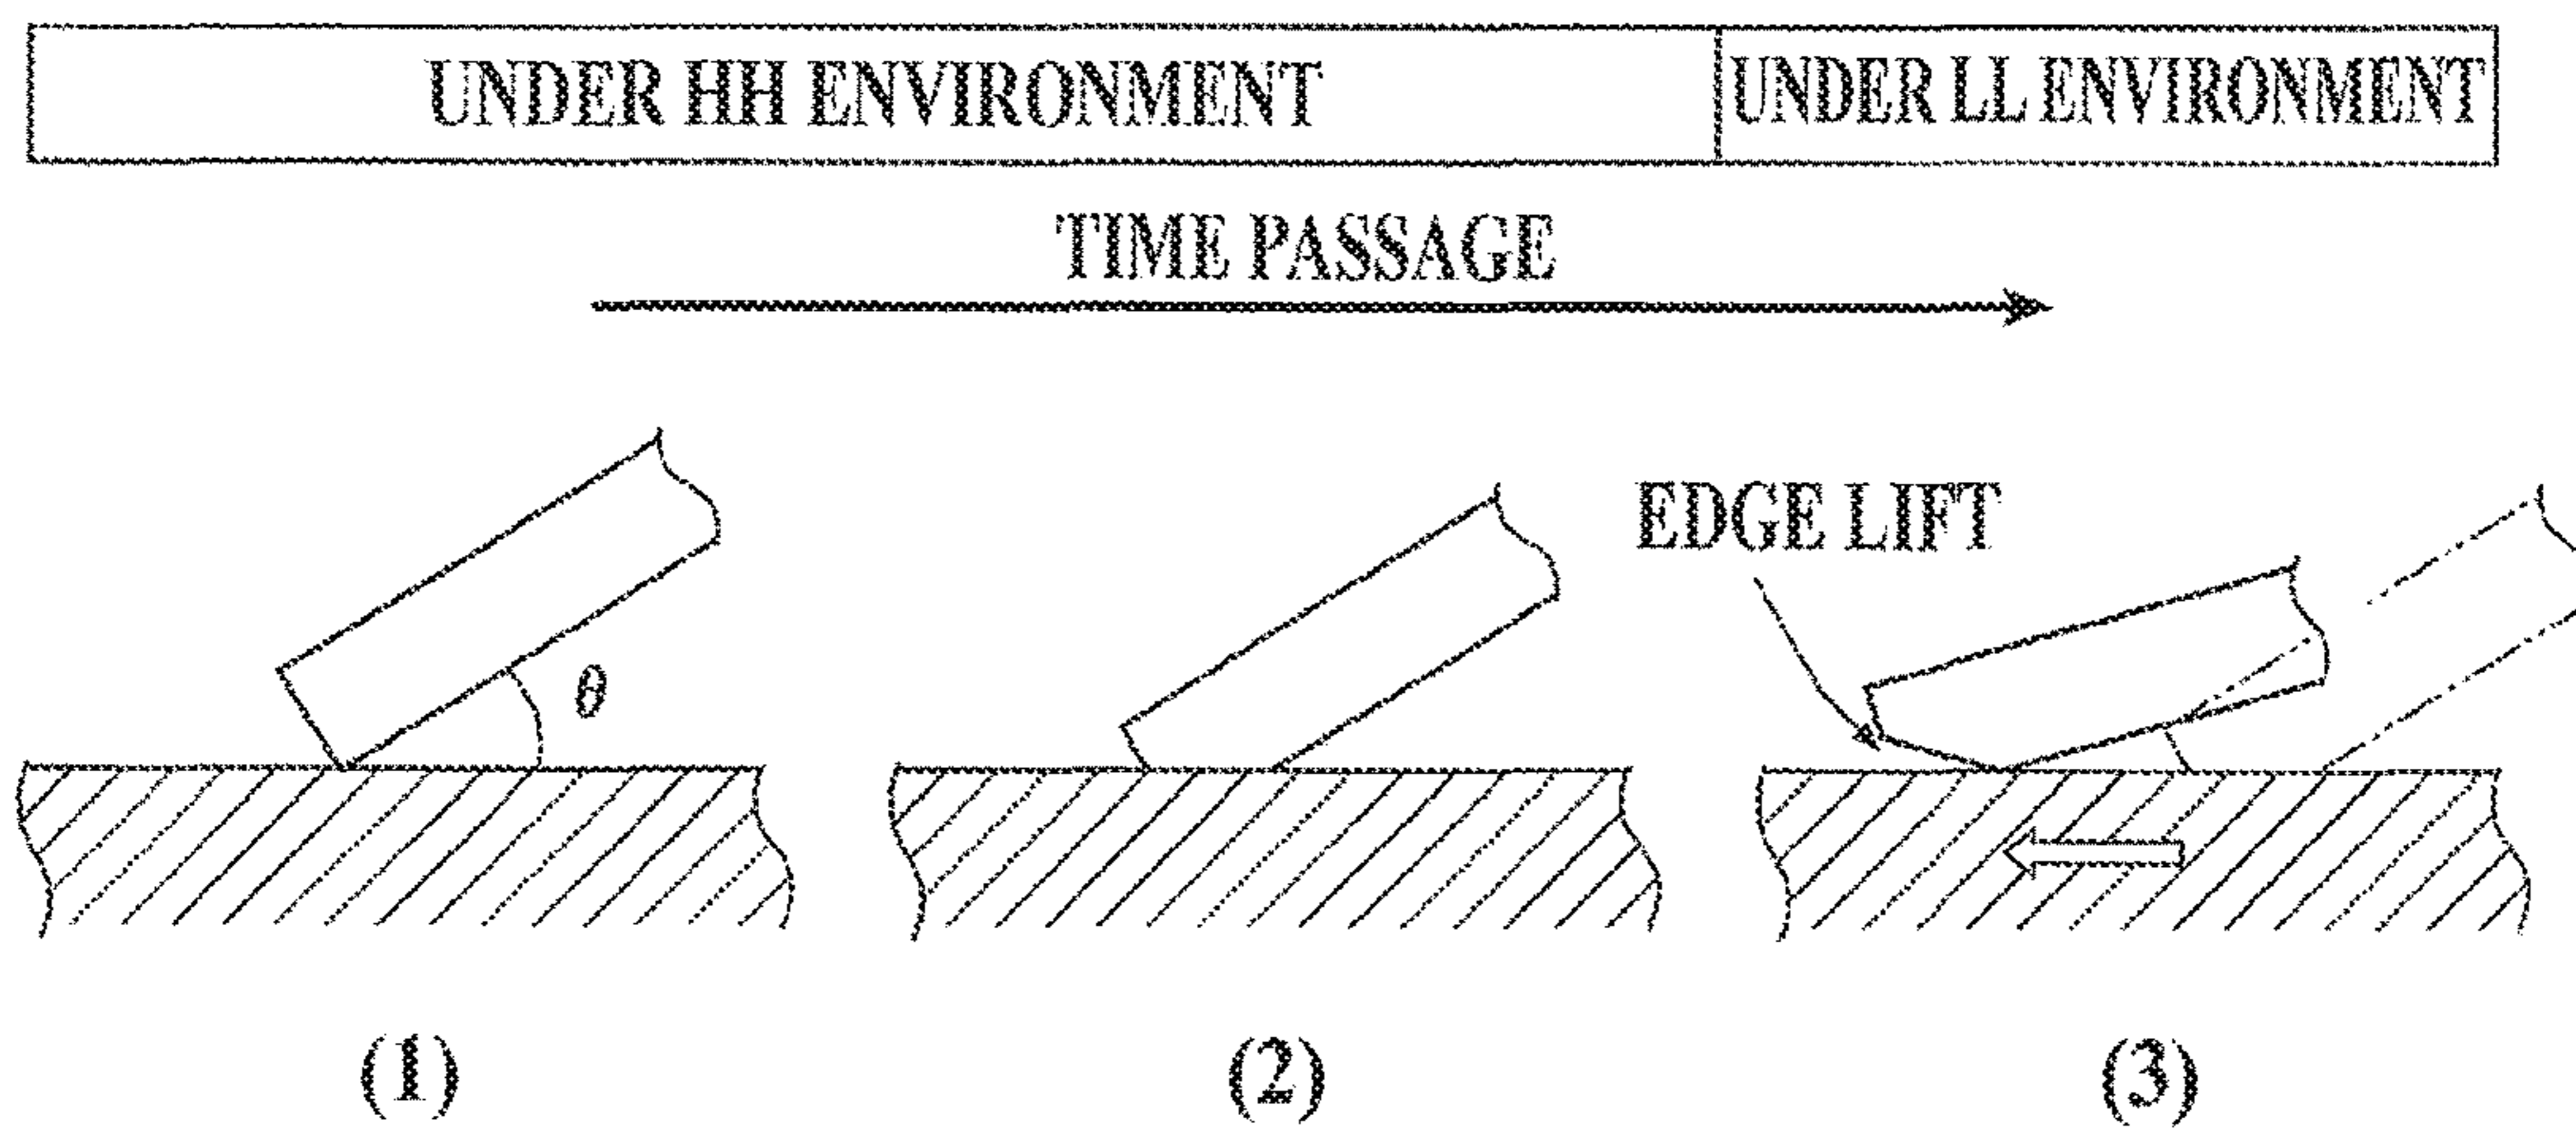 UNDER HH ENVIRONMENT
UNDER LL ENVIRONMENT
TIME PASSAGE
EDGE LIFT
θ
(1)
(2)
(3)